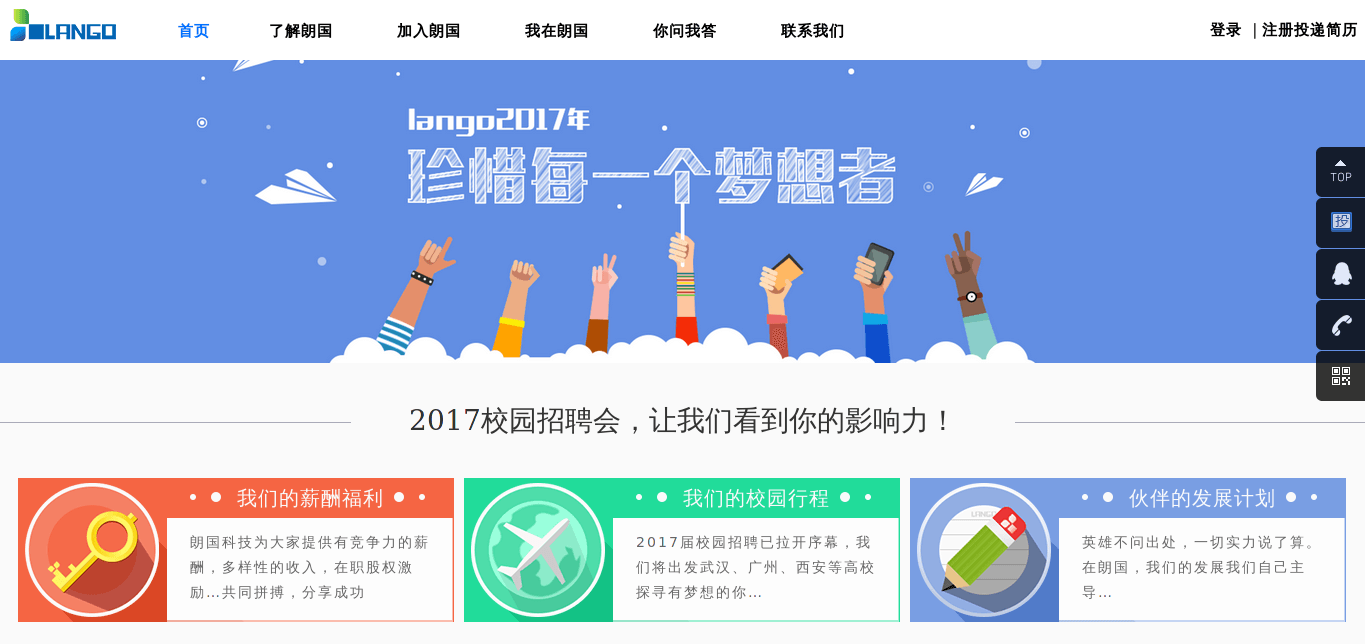 LANGO 首页 了解朗国 加入朗国 我在朗国 你问我答 联系我们 登录 | 注册投递简历
lango2017年
珍惜每一个梦想者
TOP
投
2017校园招聘会，让我们看到你的影响力！
我们的薪酬福利
朗国科技为大家提供有竞争力的薪
酬，多样性的收入，在职股权激
励...共同拼搏，分享成功
我们的校园行程
2017届校园招聘已拉开序幕，我
们将出发武汉、广州、西安等高校
探寻有梦想的你...
LANGO
伙伴的发展计划
英雄不问出处，一切实力说了算。
在朗国，我们的发展我们自己主
导...